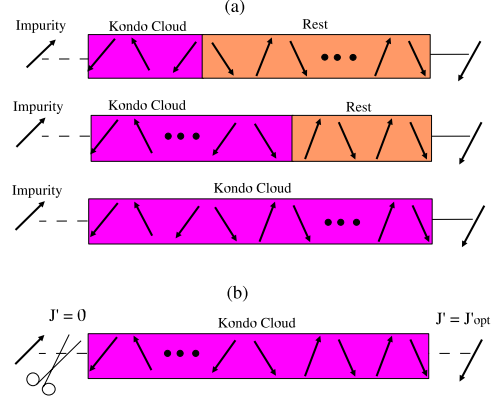 (a)
Impurity Kondo Cloud Rest
Impurity Kondo Cloud Rest
Impurity Kondo Cloud
(b)
J' = 0 Kondo Cloud J' = J'opt